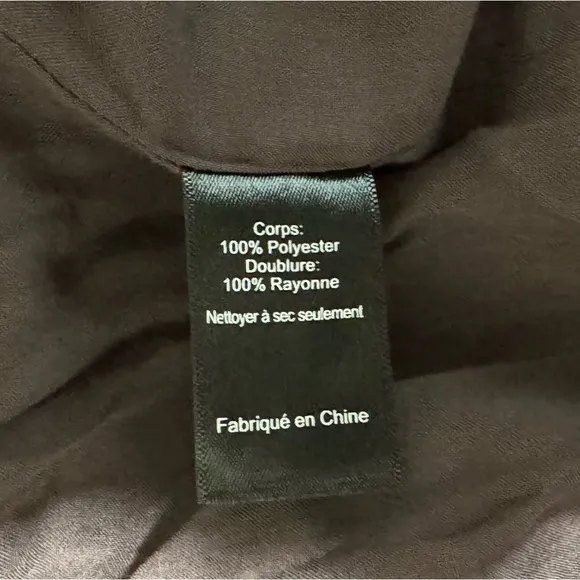 Corps:
100% Polyester
Doublure:
100% Rayonne
Nettoyer à sec seulement
Fabriqué en Chine